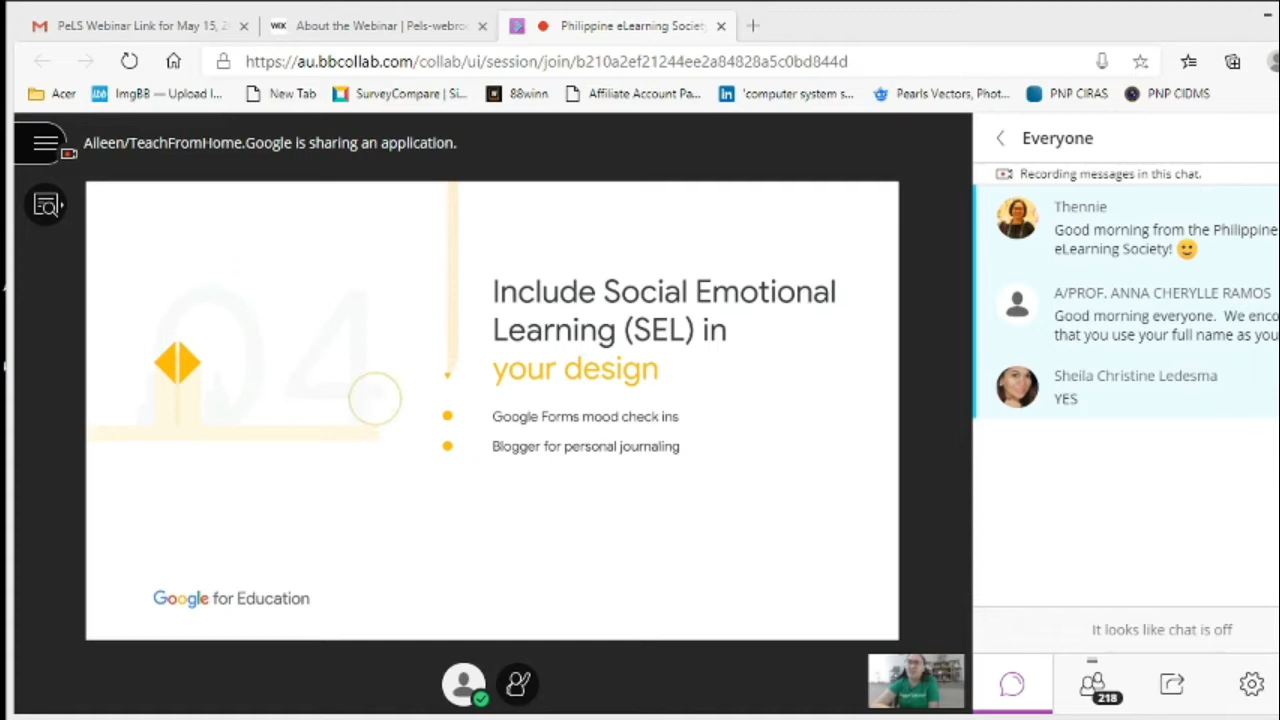 PeLS Webinar Link for May 15, 2
About the Webinar | Pels-webro
Philippine eLearning Society
https://au.bbcollab.com/collab/ui/session/join/b210a2ef21244ee2a84828a5c0bd844d
Acer
ImgBB — Upload I...
New Tab
SurveyCompare | Si...
88winn
Affiliate Account Pa...
'computer system s...
Pearls Vectors, Phot...
PNP CIRAS
PNP CIDMS
Aileen/TeachFromHome.Google is sharing an application.
04
Include Social Emotional
Learning (SEL) in
your design
Google Forms mood check ins
Blogger for personal journaling
Google for Education
Everyone
Recording messages in this chat.
Thennie
Good morning from the Philippine
eLearning Society!
A/PROF. ANNA CHERYLLE RAMOS
Good morning everyone. We enco
that you use your full name as you
Sheila Christine Ledesma
YES
It looks like chat is off
218